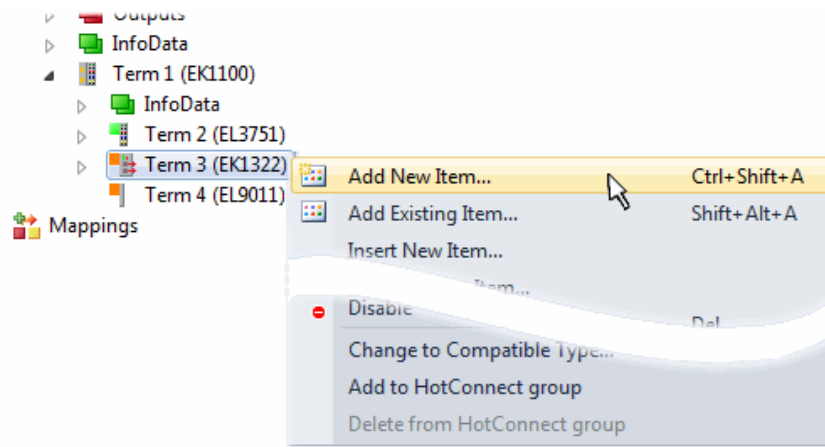 Outputs
InfoData
Term 1 (EK1100)
InfoData
Term 2 (EL3751)
Term 3 (EK1322)
Term 4 (EL9011)
Mappings
Add New Item... Ctrl+Shift+A
Add Existing Item... Shift+Alt+A
Insert New Item...
Item...
Disable Del
Change to Compatible Type...
Add to HotConnect group
Delete from HotConnect group